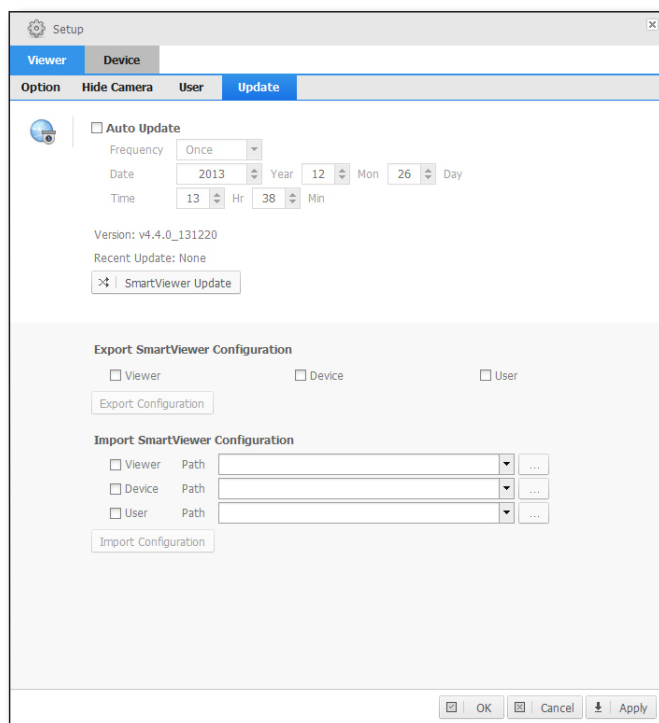 Setup
Viewer Device
Option Hide Camera User Update
Auto Update
Frequency Once
Date 2013 Year 12 Mon 26 Day
Time 13 Hr 38 Min
Version: v4.4.0_131220
Recent Update: None
SmartViewer Update
Export SmartViewer Configuration
Viewer Device User
Export Configuration
Import SmartViewer Configuration
Viewer Path ...
Device Path ...
User Path ...
Import Configuration
OK Cancel Apply